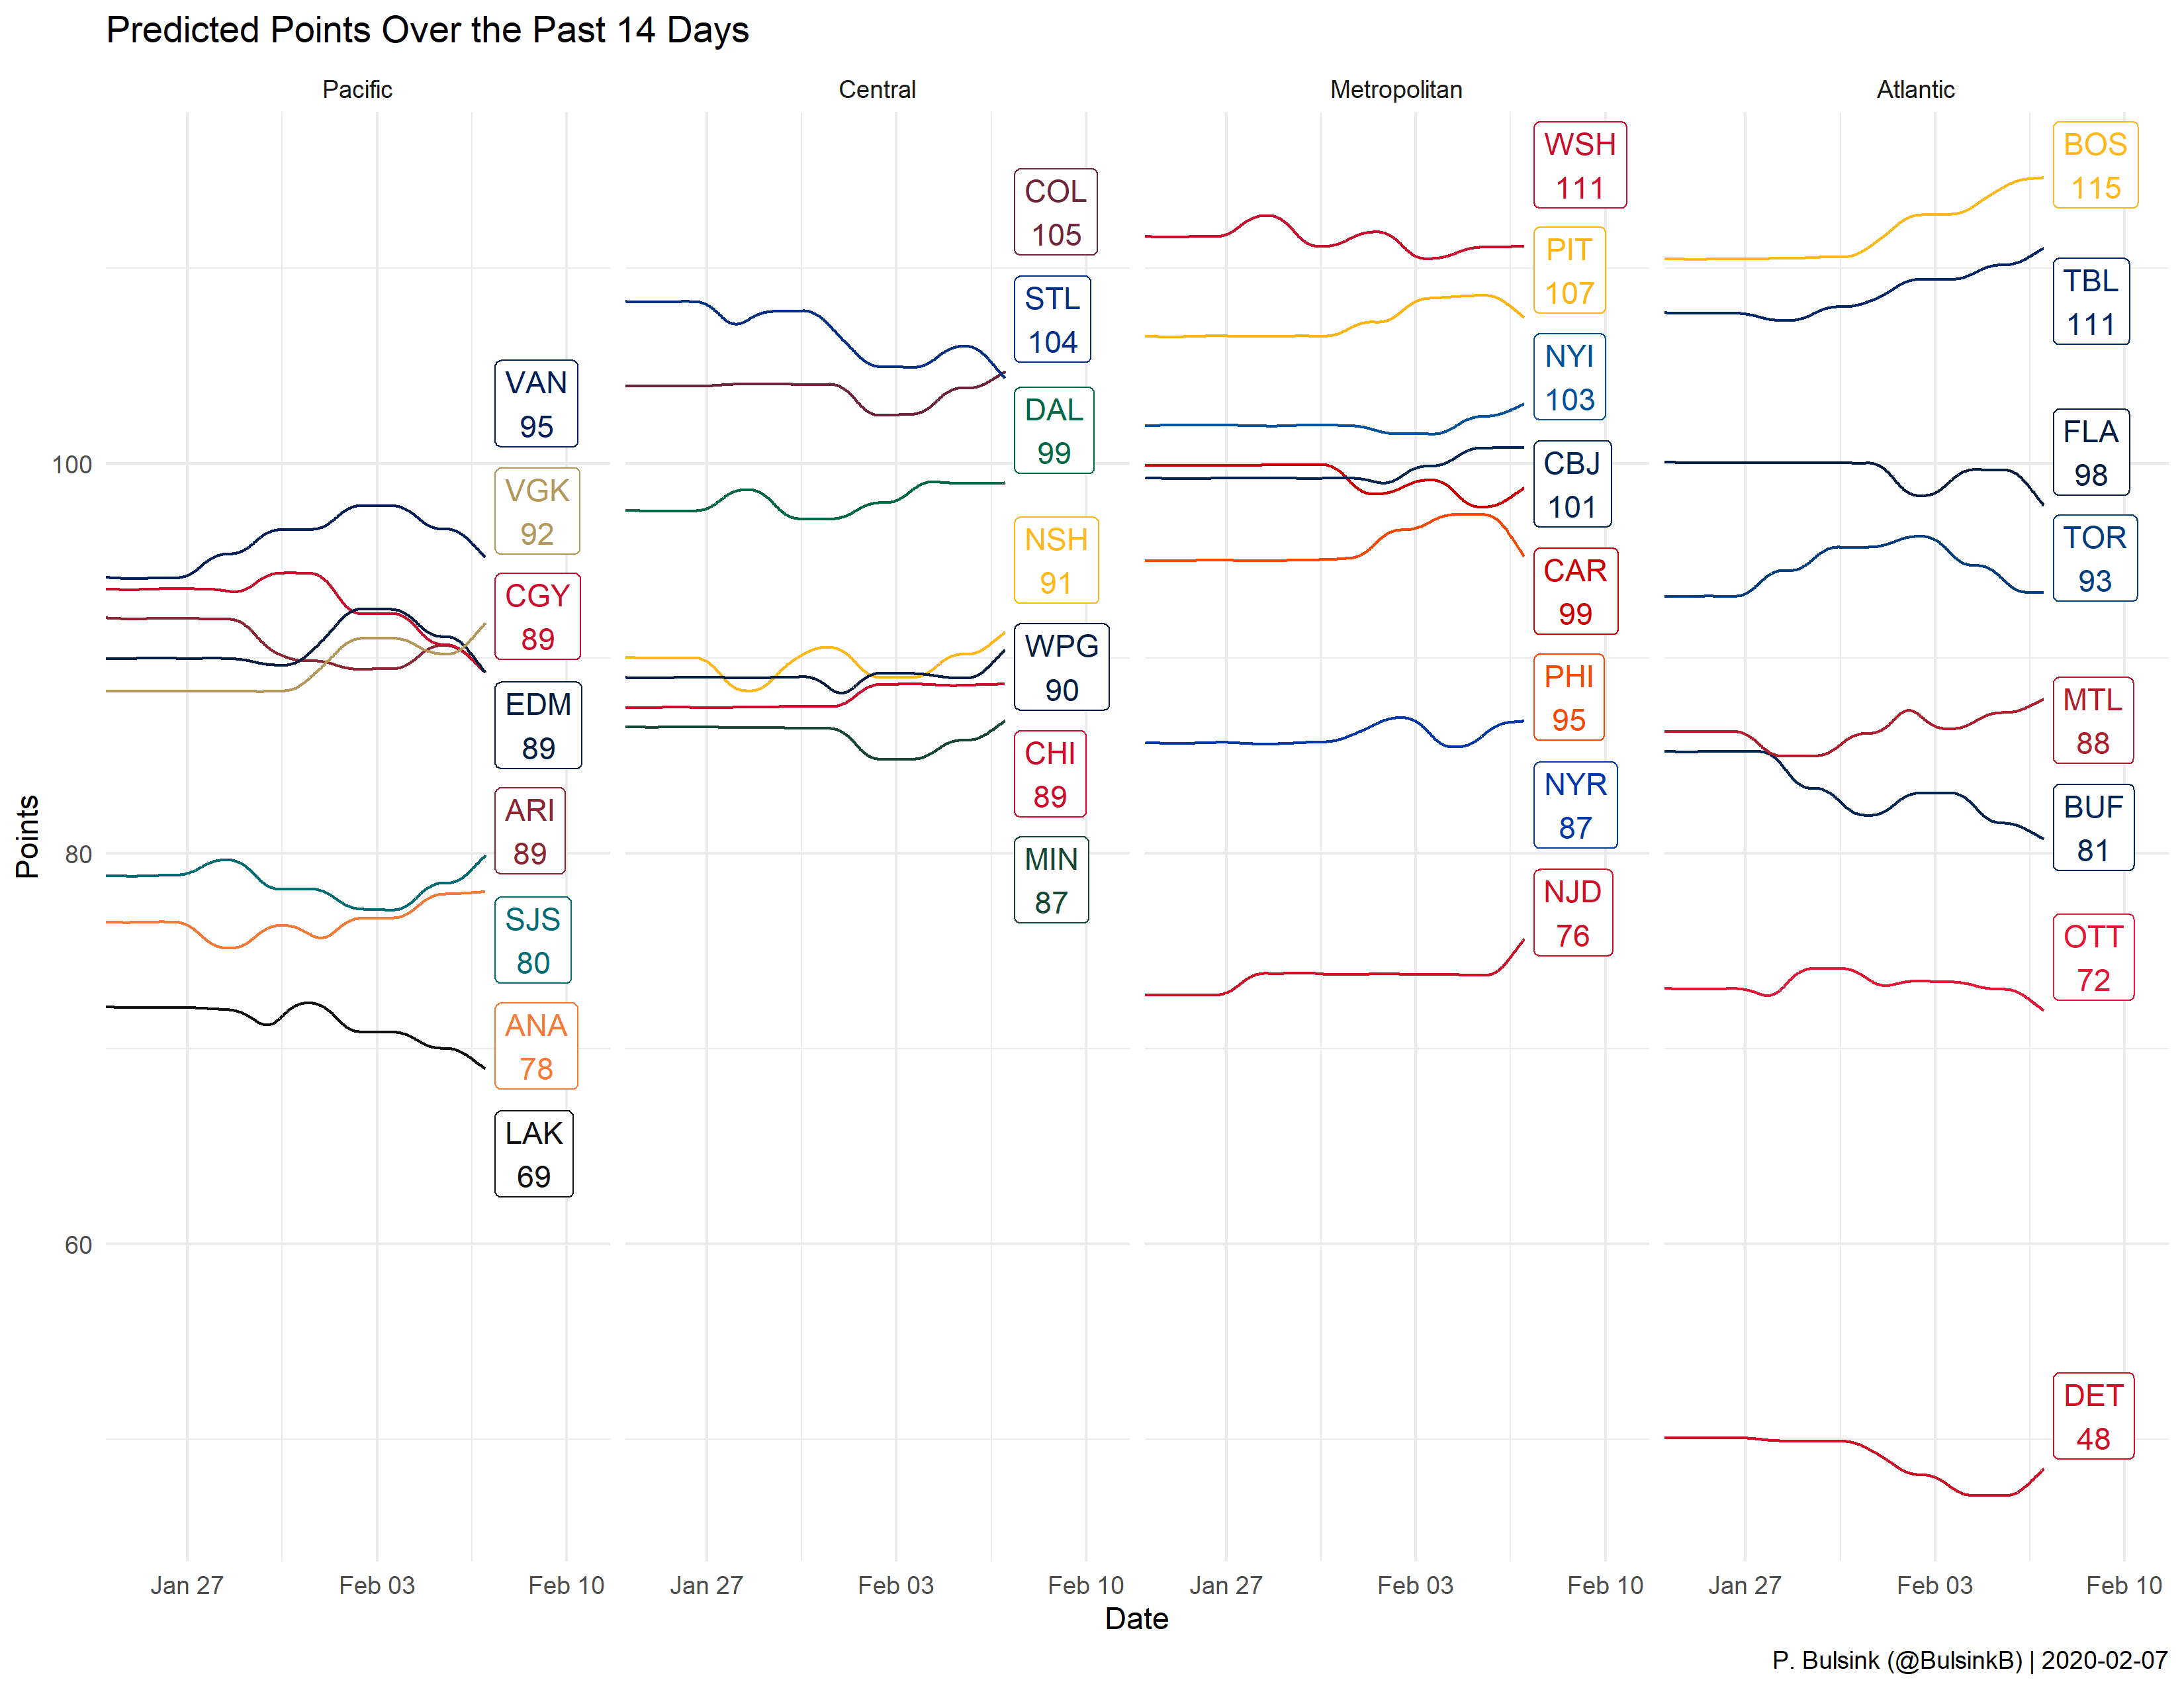 Predicted Points Over the Past 14 Days
Pacific
Central
Metropolitan
Atlantic
Points
100
80
60
VAN
95
VGK
92
CGY
89
EDM
89
ARI
89
SJS
80
ANA
78
LAK
69
COL
105
STL
104
DAL
99
NSH
91
WPG
90
CHI
89
MIN
87
WSH
111
PIT
107
NYI
103
CBJ
101
CAR
99
PHI
95
NYR
87
NJD
76
BOS
115
TBL
111
FLA
98
TOR
93
MTL
88
BUF
81
OTT
72
DET
48
Jan 27 Feb 03 Feb 10 Jan 27 Feb 03 Feb 10 Jan 27 Feb 03 Feb 10 Jan 27 Feb 03 Feb 10
Date
P. Bulsink (@BulsinkB) | 2020-02-07